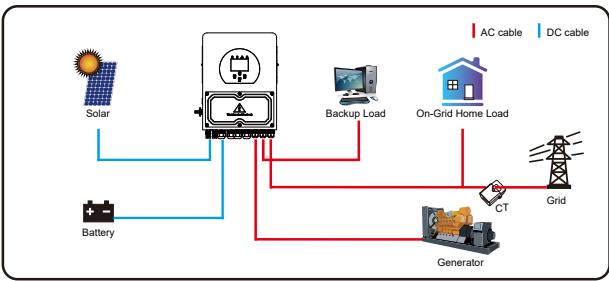 AC cable
DC cable
Solar
Backup Load
On-Grid Home Load
CT
Grid
Battery
Generator